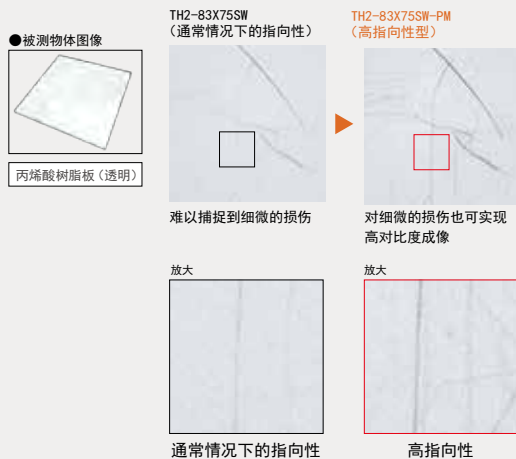 ●被测物体图像
丙烯酸树脂板(透明)
TH2-83X75SW
(通常情况下的指向性)
TH2-83X75SW-PM
(高指向性型)
难以捕捉到细微的损伤
对细微的损伤也可实现
高对比度成像
放大
放大
通常情况下的指向性
高指向性